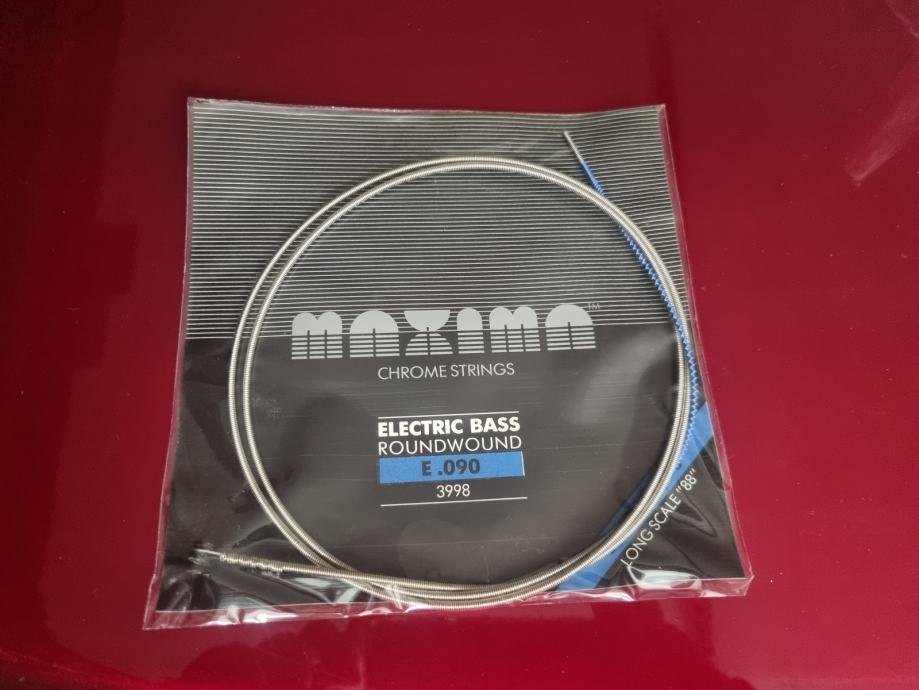 MAXIMA™
CHROME STRINGS
ELECTRIC BASS
ROUNDWOUND
E .090
3998
LONG SCALE "88"